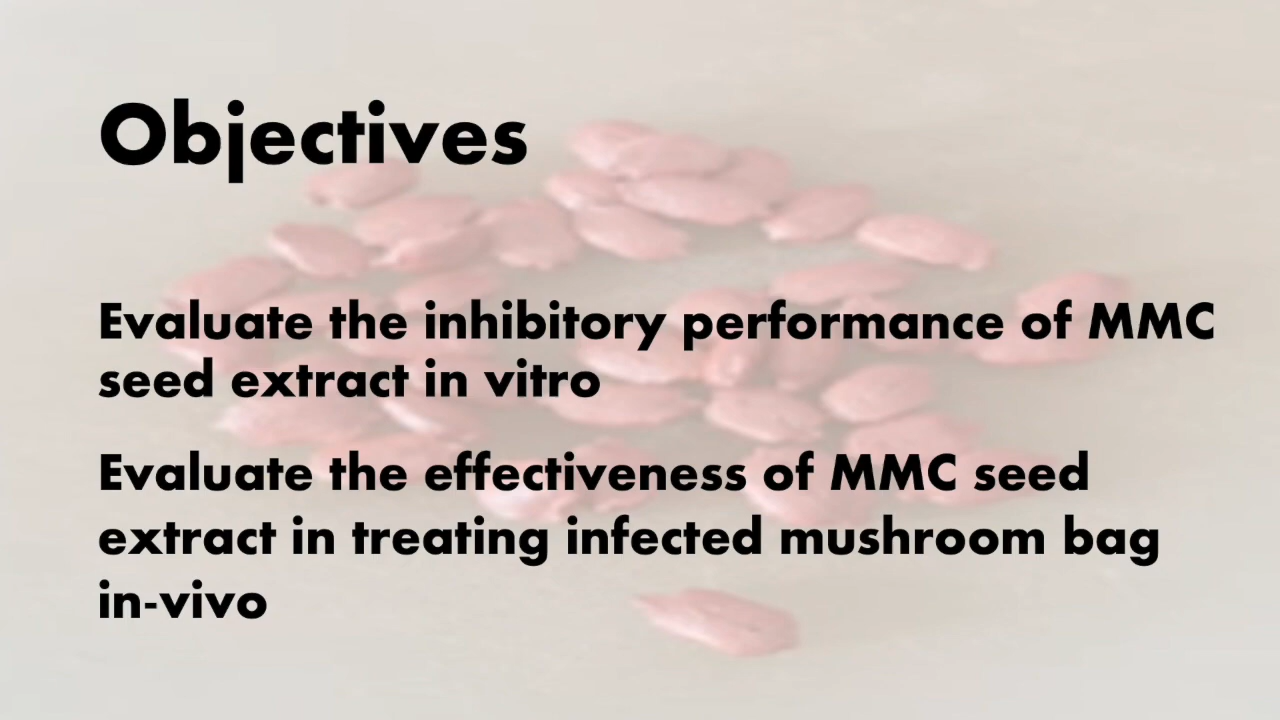 Objectives
Evaluate the inhibitory performance of MMC
seed extract in vitro
Evaluate the effectiveness of MMC seed
extract in treating infected mushroom bag
in-vivo